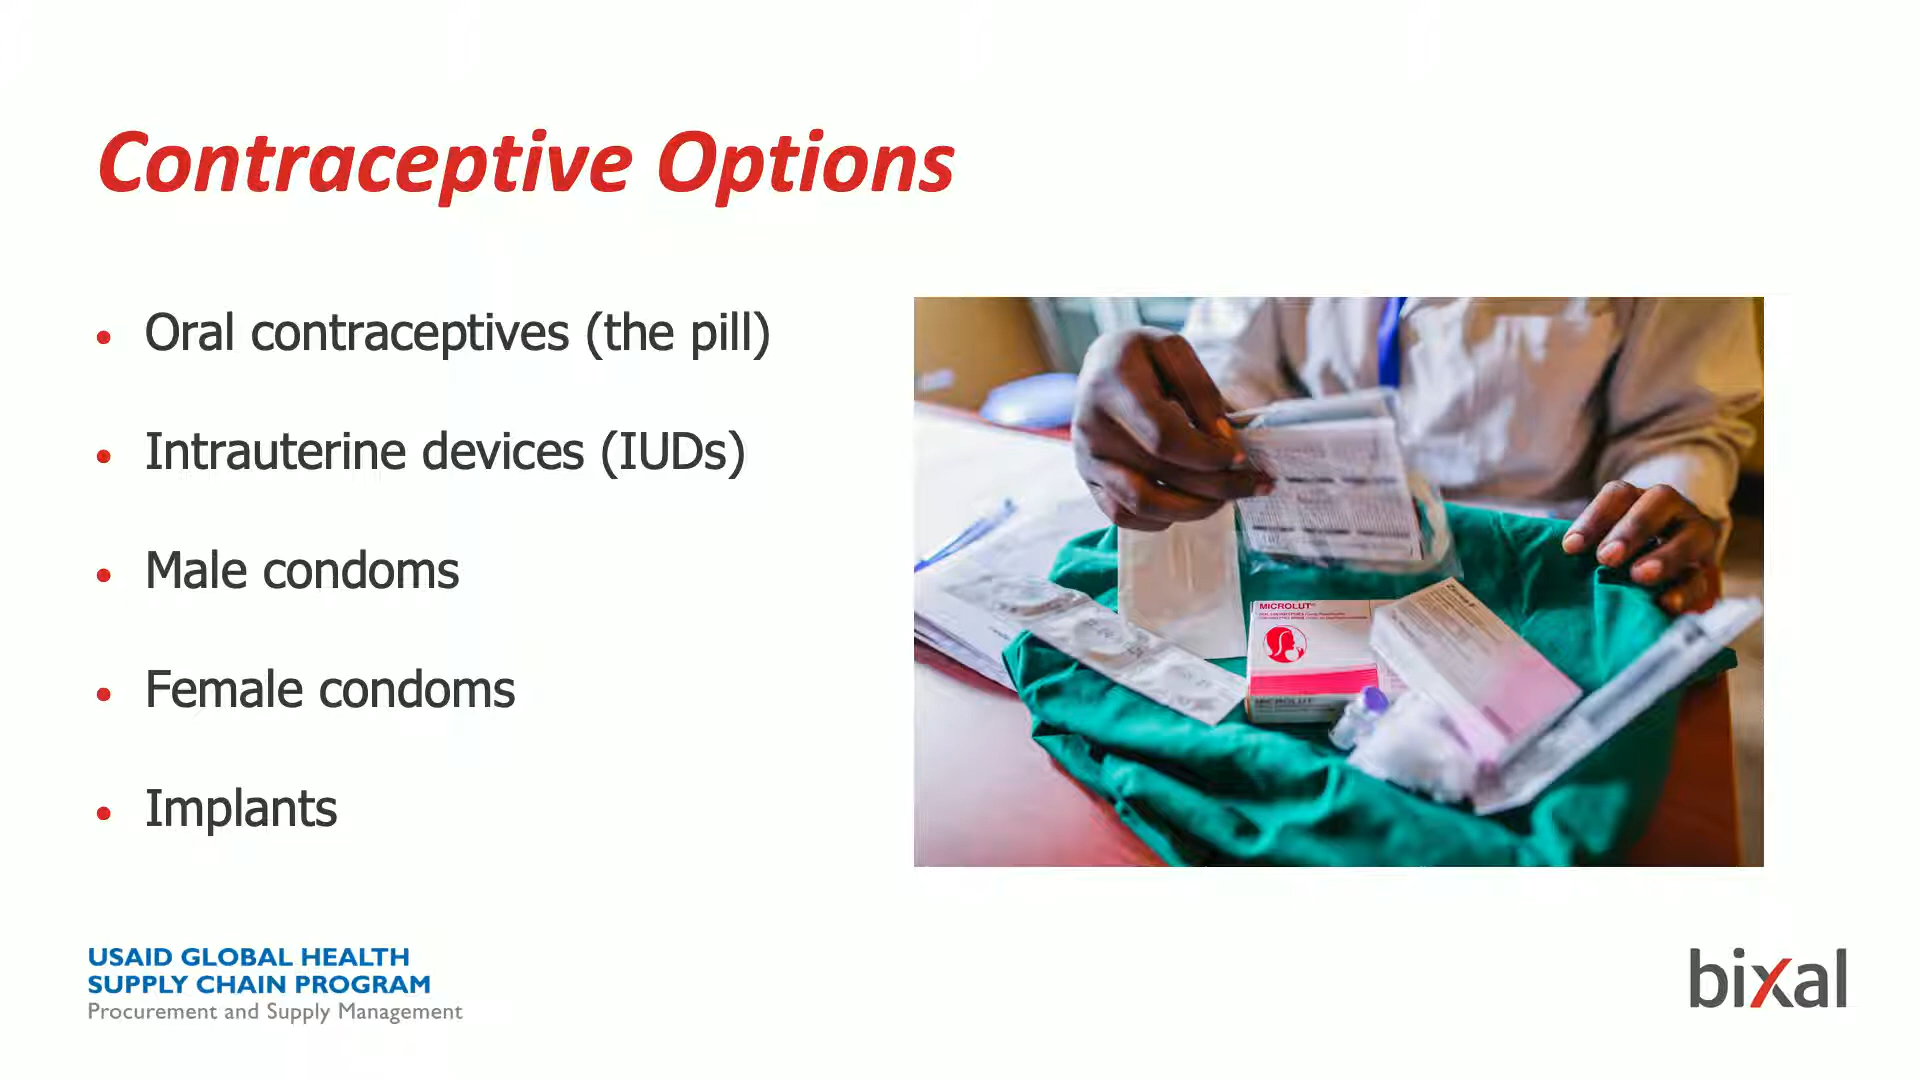 Contraceptive Options
• Oral contraceptives (the pill)
• Intrauterine devices (IUDs)
• Male condoms
• Female condoms
• Implants
MICROLUT
MICROLUT
USAID GLOBAL HEALTH
SUPPLY CHAIN PROGRAM
Procurement and Supply Management
bixal